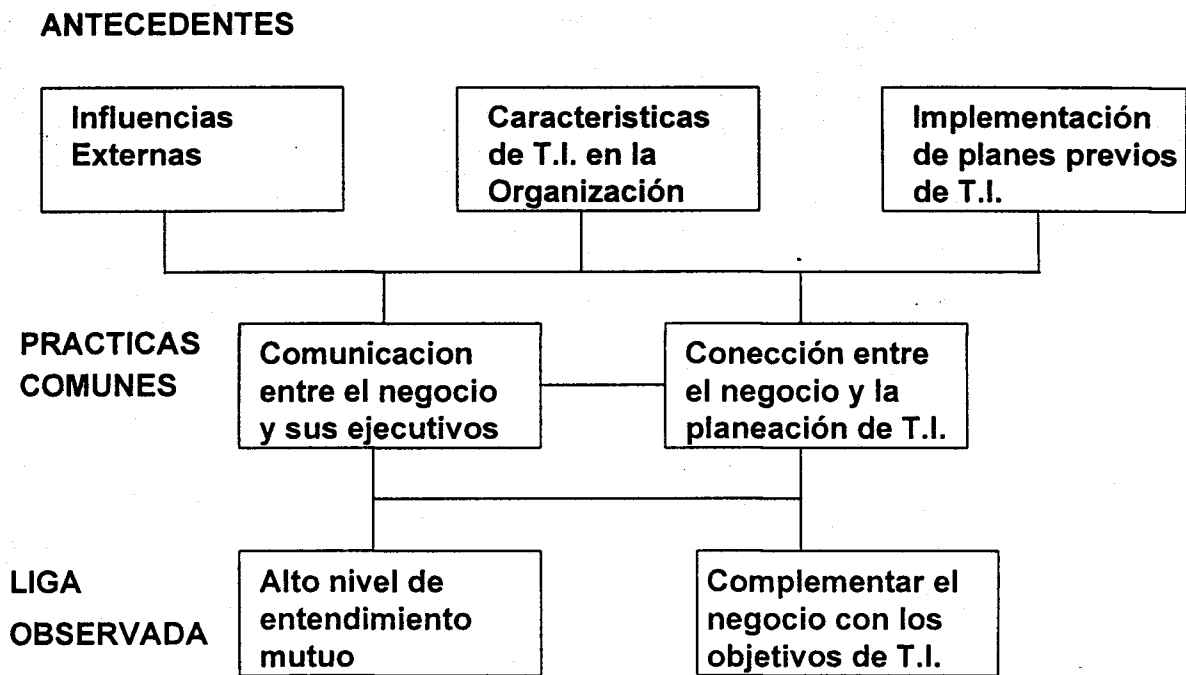 ANTECEDENTES
Influencias
Externas
Caracteristicas
de T.I. en la
Organización
Implementación
de planes previos
de T.I.
PRACTICAS
COMUNES
Comunicacion
entre el negocio
y sus ejecutivos
Conección entre
el negocio y la
planeación de T.I.
LIGA
OBSERVADA
Alto nivel de
entendimiento
mutuo
Complementar el
negocio con los
objetivos de T.I.